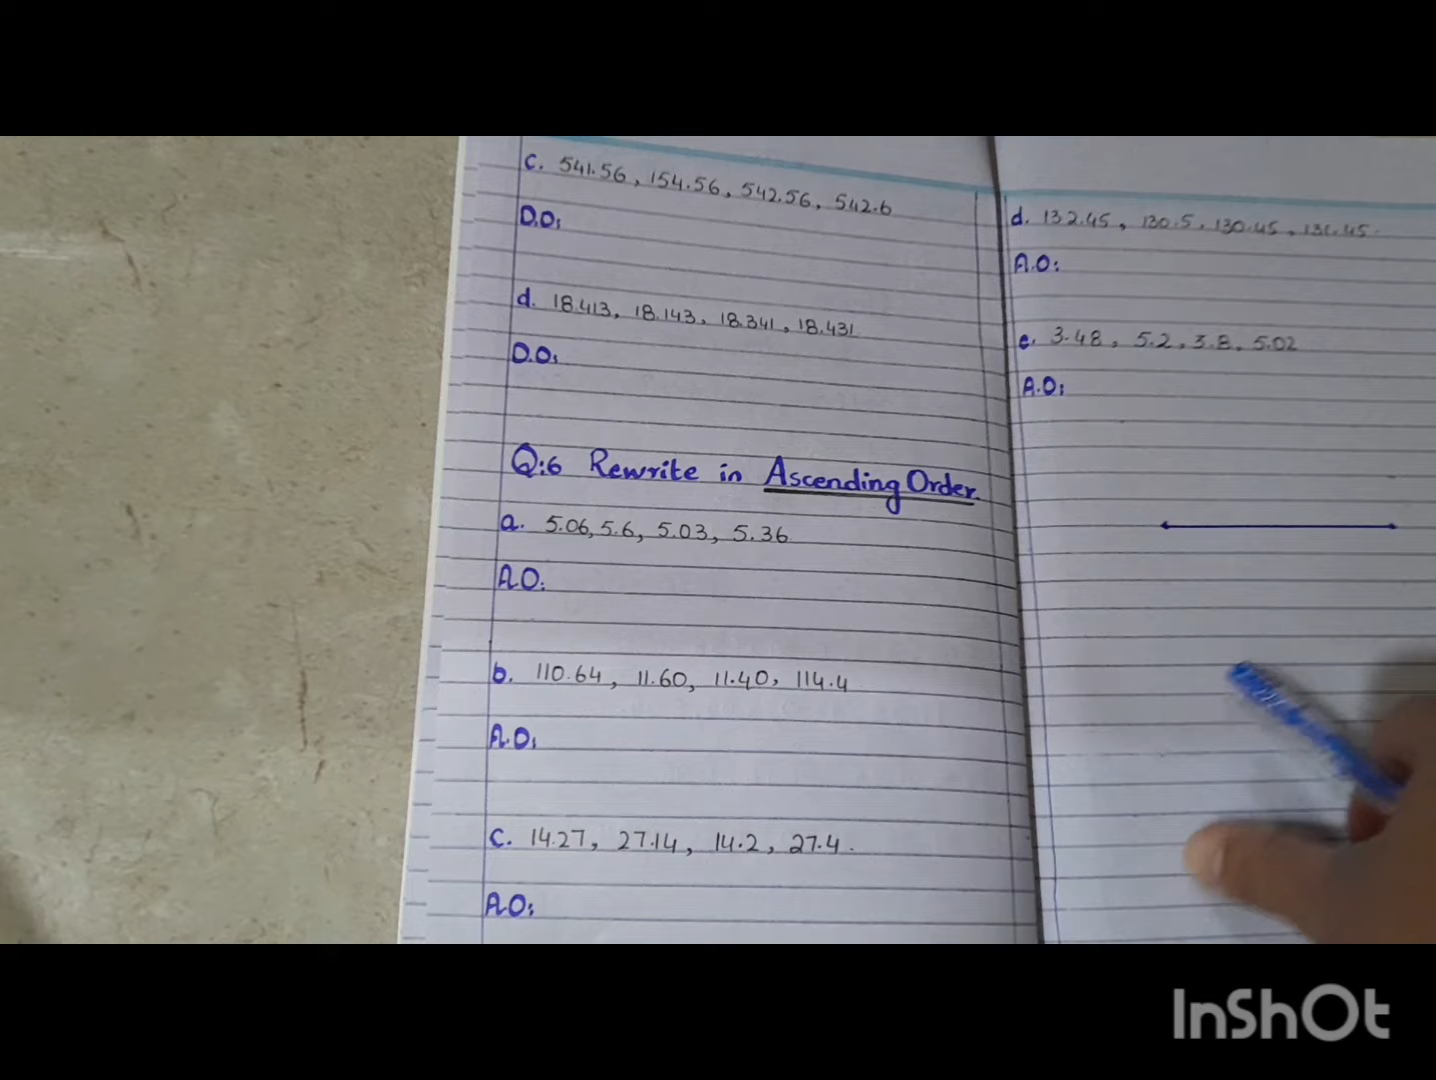 c. 541.56, 154.56, 542.56, 542.6
D.O:
d. 18.413, 18.143, 18.341, 18.431
D.O:
Q:6 Rewrite in Ascending Order.
a. 5.06, 5.6, 5.03, 5.36
A.O:
b. 110.64, 11.60, 11.40, 114.4
A.O:
c. 14.27, 27.14, 14.2, 27.4.
A.O:
d. 132.45, 130.5, 130.45,
A.O:
e. 3.48, 5.2, 3.8, 5.02
A.O:
InShOt